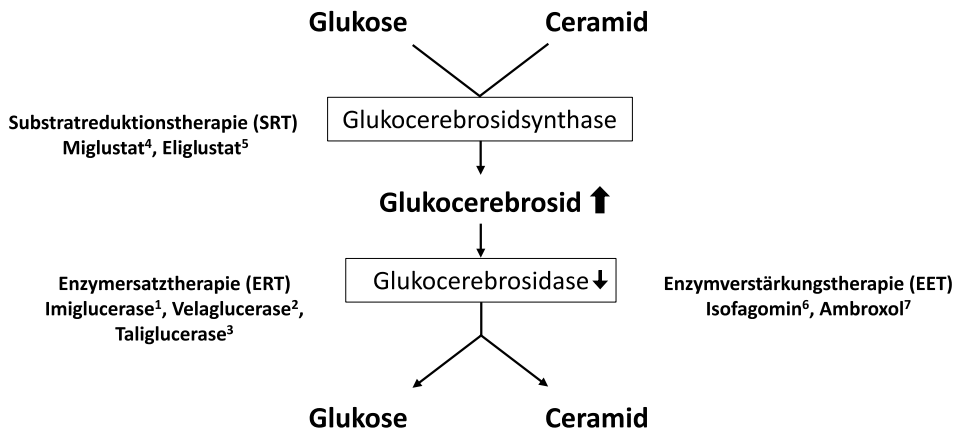 Glukose Ceramid
Glukocerebrosidsynthase
Substratreduktionstherapie (SRT)
Miglustat⁴, Eliglustat⁵
Glukocerebrosid
Glukocerebrosidase
Enzymersatztherapie (ERT)
Imiglucerase¹, Velaglucerase²,
Taliglucerase³
Enzymverstärkungstherapie (EET)
Isofagomin⁶, Ambroxol⁷
Glukose Ceramid